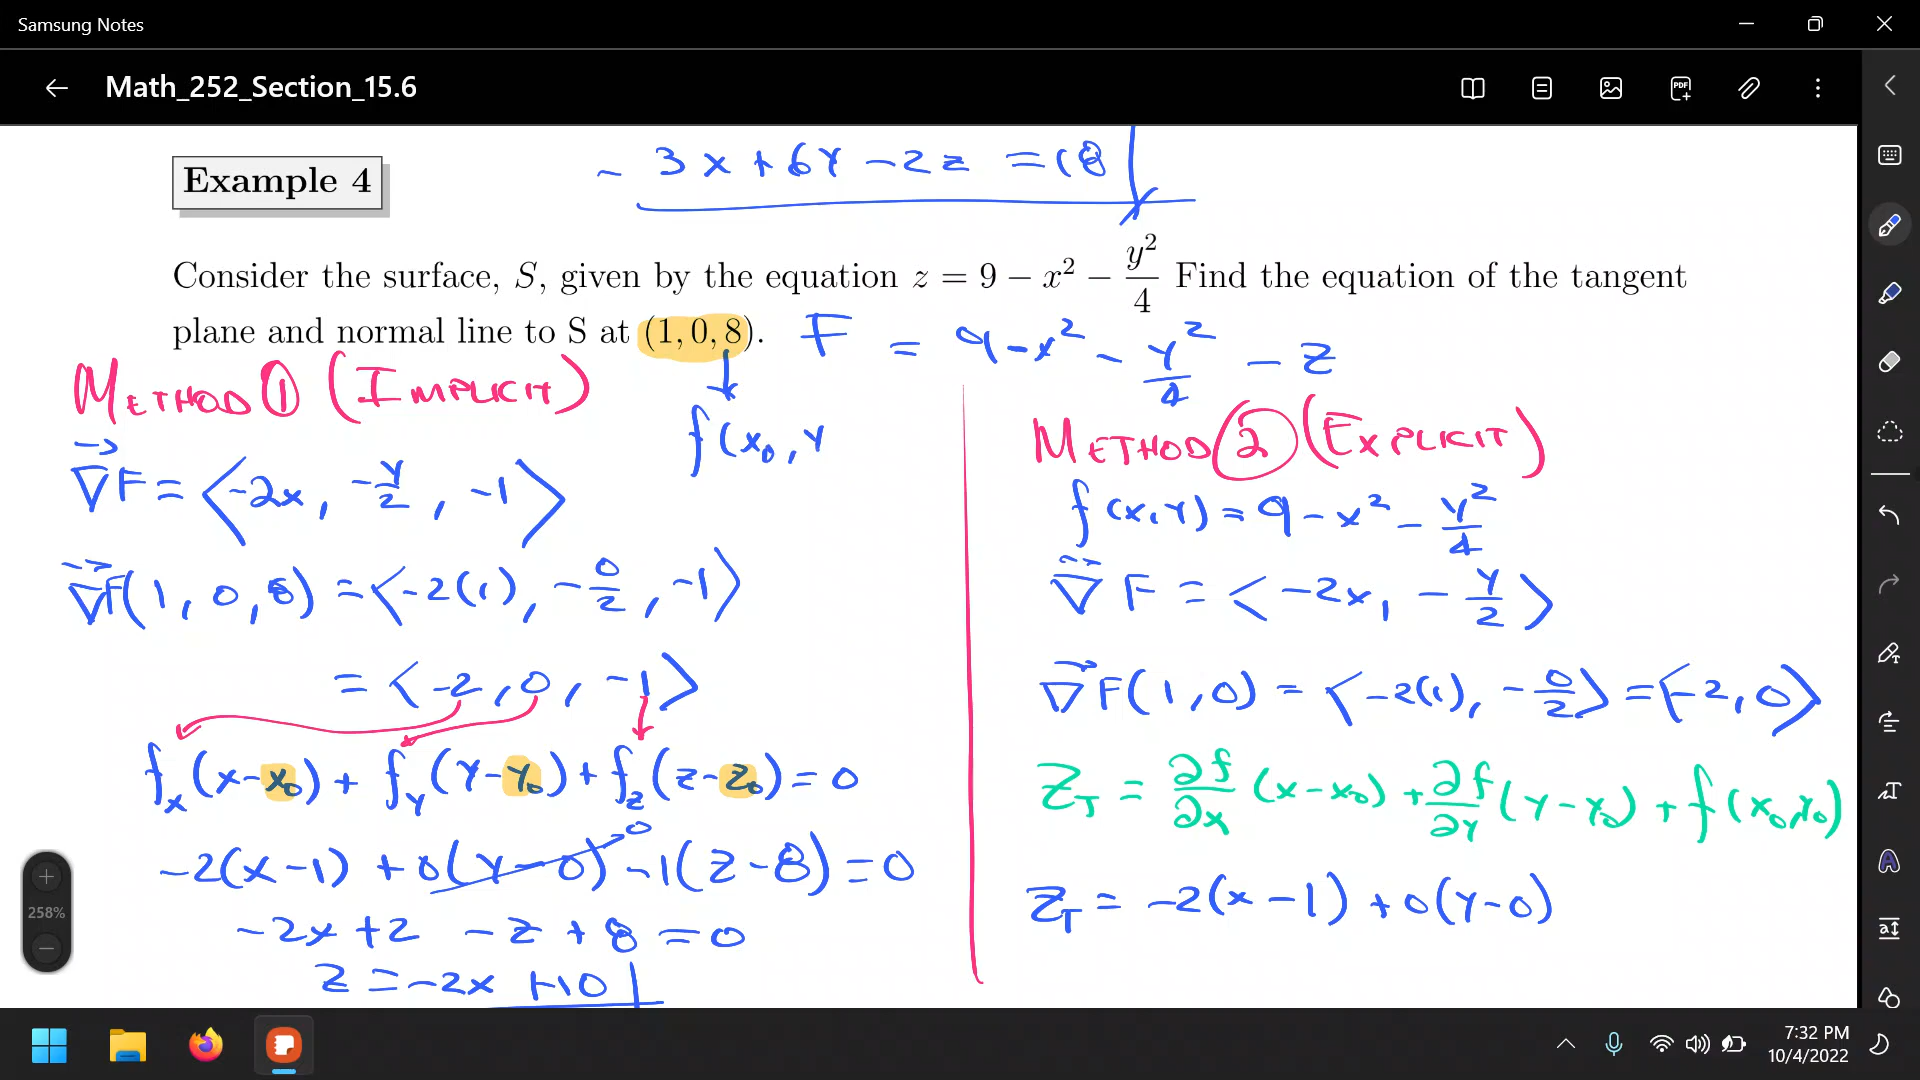 Samsung Notes
Math_252_Section_15.6
~ 3x + 6y - 2z = 18
Example 4
Consider the surface, S, given by the equation z = 9 − x² − y²/4 Find the equation of the tangent
plane and normal line to S at (1, 0, 8).
F = 9 - x² - y²/4 - z
METHOD ① (IMPLICIT)
f(x₀, y
∇F = ⟨-2x, -y/2, -1⟩
∇F(1, 0, 8) = ⟨-2(1), -0/2, -1⟩
= ⟨-2, 0, -1⟩
f_x(x - x₀) + f_y(y - y₀) + f_z(z - z₀) = 0
-2(x - 1) + 0(y - 0) - 1(z - 8) = 0
0
-2x + 2 - z + 8 = 0
z = -2x + 10
METHOD ② (EXPLICIT)
f(x, y) = 9 - x² - y²/4
∇F = ⟨-2x, -y/2⟩
∇F(1, 0) = ⟨-2(1), -0/2⟩ = ⟨-2, 0⟩
Z_T = ∂f/∂x (x - x₀) + ∂f/∂y (y - y₀) + f(x₀, y₀)
Z_T = -2(x - 1) + 0(y - 0)
258%
7:32 PM
10/4/2022